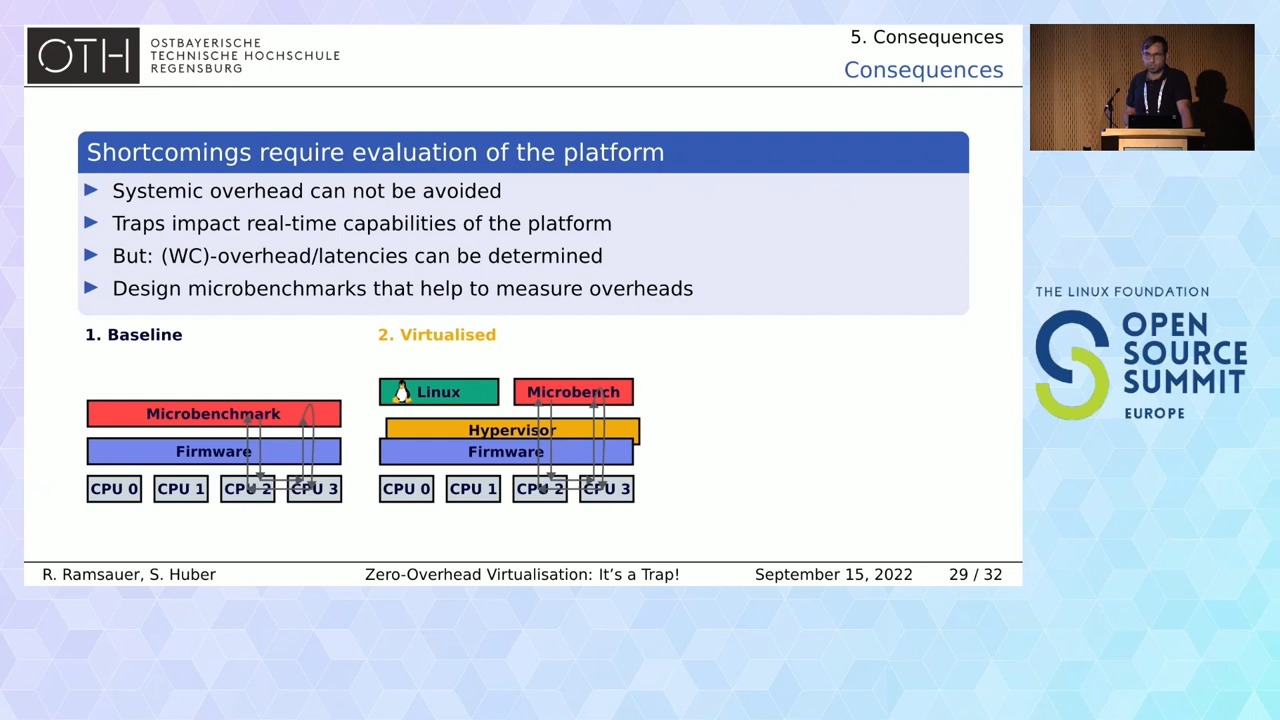 OTH
OSTBAYERISCHE
TECHNISCHE HOCHSCHULE
REGENSBURG
5. Consequences
Consequences
Shortcomings require evaluation of the platform
Systemic overhead can not be avoided
Traps impact real-time capabilities of the platform
But: (WC)-overhead/latencies can be determined
Design microbenchmarks that help to measure overheads
1. Baseline
Microbenchmark
Firmware
CPU 0 CPU 1 CPU 2 CPU 3
2. Virtualised
Linux Microbench
Hypervisor
Firmware
CPU 0 CPU 1 CPU 2 CPU 3
R. Ramsauer, S. Huber Zero-Overhead Virtualisation: It's a Trap! September 15, 2022 29 / 32
THE LINUX FOUNDATION
OPEN
SOURCE
SUMMIT
EUROPE